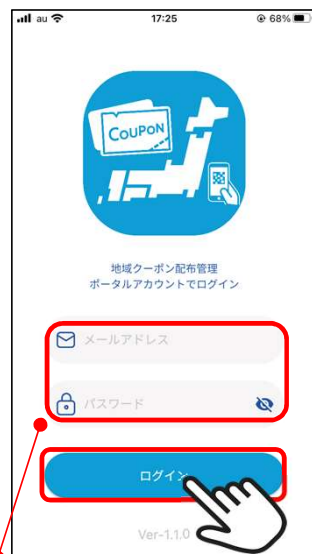 au 17:25 68%
COUPON
地域クーポン配布管理
ポータルアカウントでログイン
メールアドレス
パスワード
ログイン
Ver-1.1.0